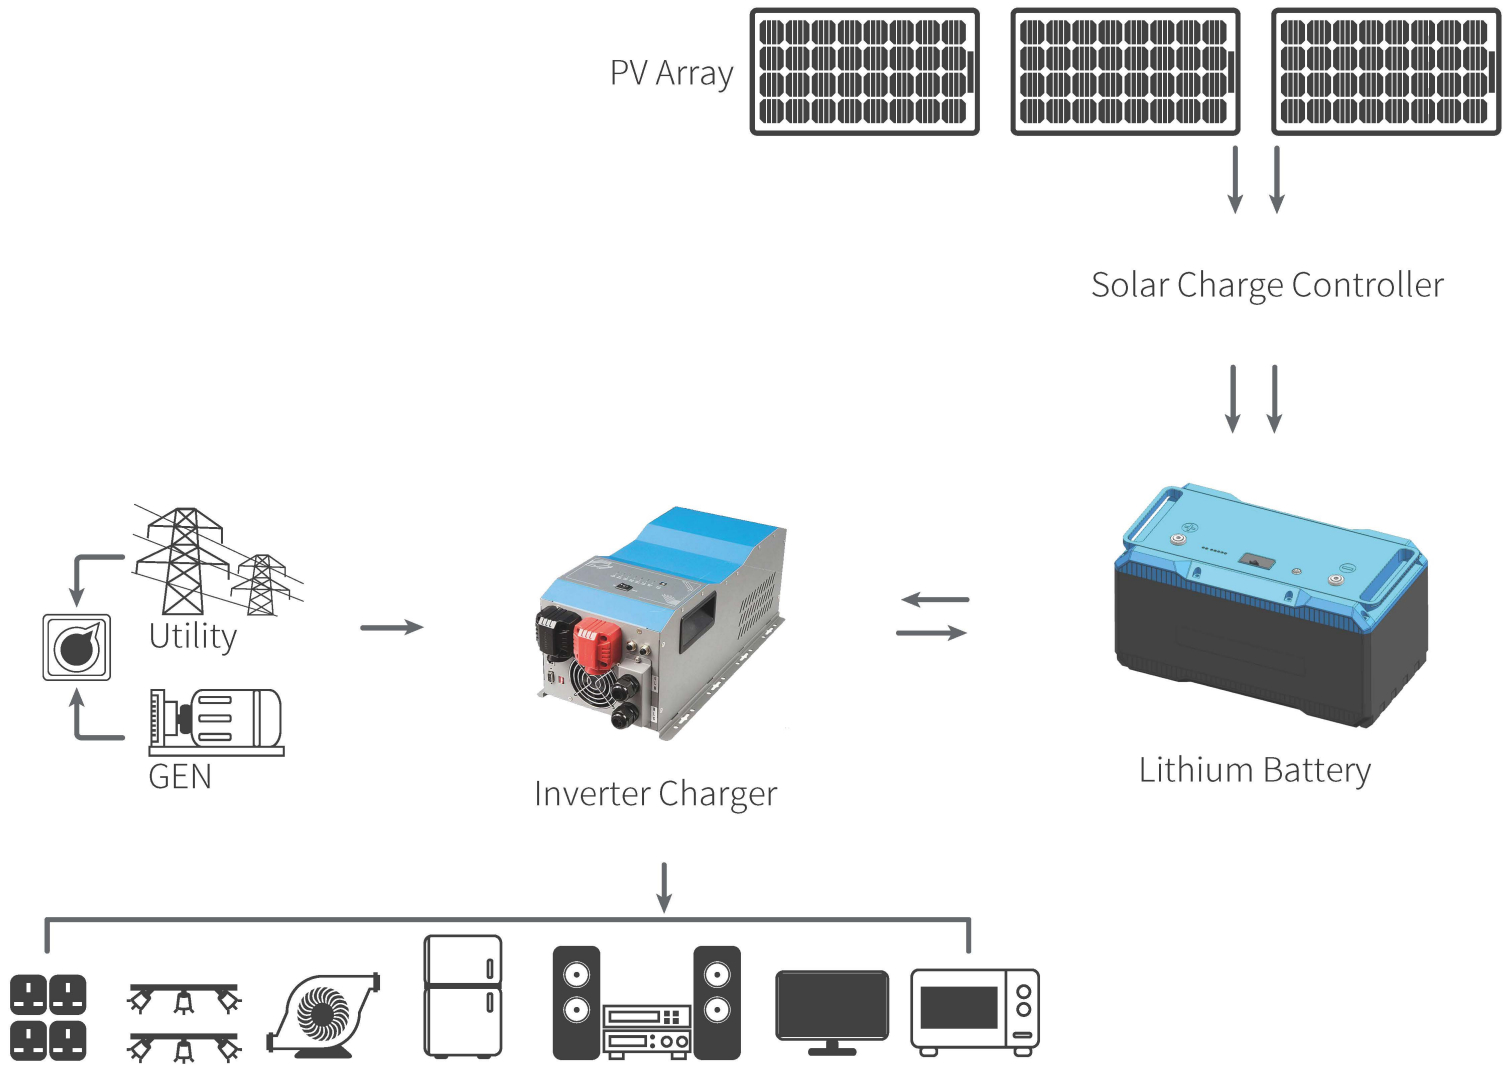 PV Array
Solar Charge Controller
Utility
GEN
Inverter Charger
Lithium Battery